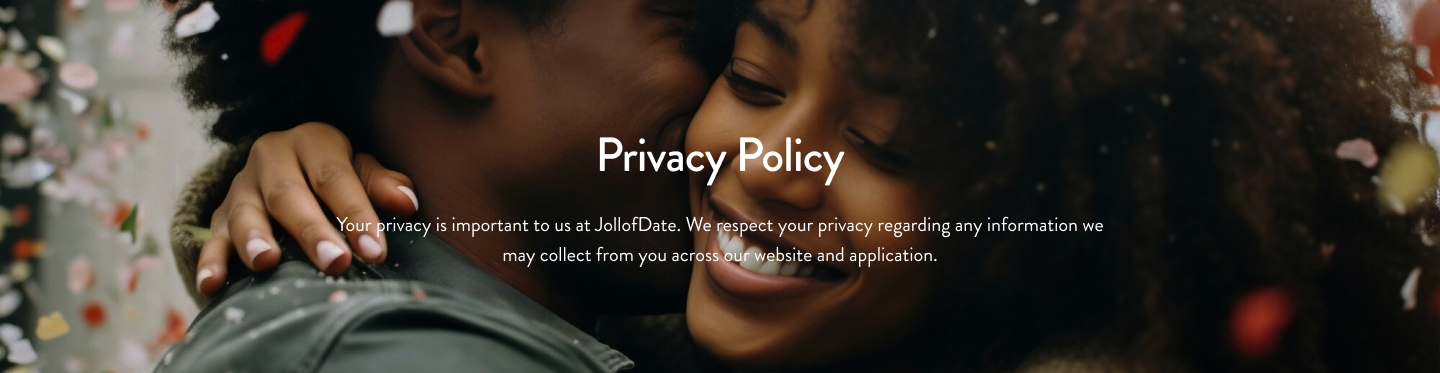 Privacy Policy
Your privacy is important to us at JollofDate. We respect your privacy regarding any information we
may collect from you across our website and application.